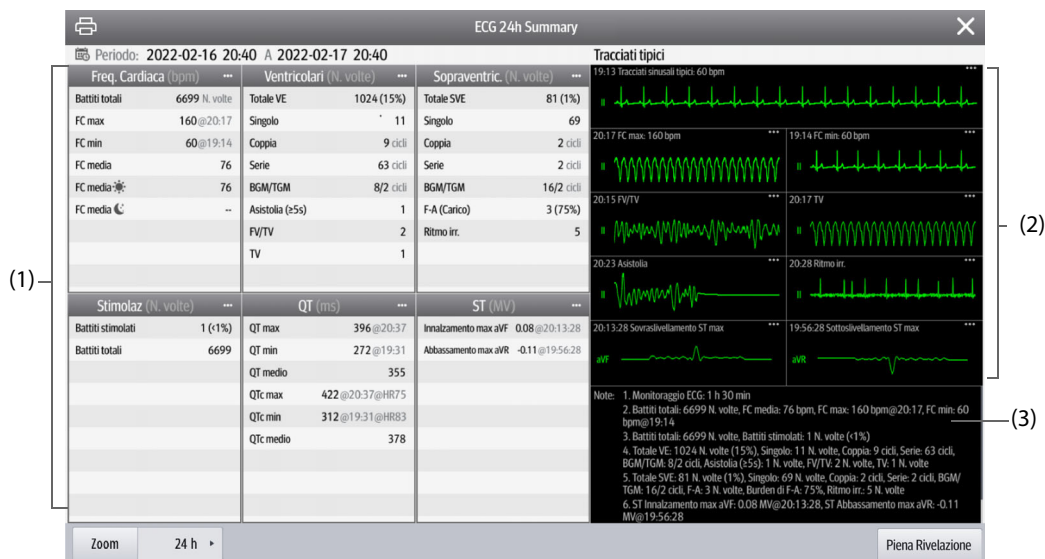 ECG 24h Summary
Periodo: 2022-02-16 20:40 A 2022-02-17 20:40
Tracciati tipici
(1)
Freq. Cardiaca (bpm) ···
Battiti totali 6699 N. volte
FC max 160@20:17
FC min 60@19:14
FC media 76
FC media 76
FC media --
Ventricolari (N. volte) ···
Totale VE 1024 (15%)
Singolo 11
Coppia 9 cicli
Serie 63 cicli
BGM/TGM 8/2 cicli
Asistolia (≥5s) 1
FV/TV 2
TV 1
Sopraventric. (N. volte) ···
Totale SVE 81 (1%)
Singolo 69
Coppia 2 cicli
Serie 2 cicli
BGM/TGM 16/2 cicli
F-A (Carico) 3 (75%)
Ritmo irr. 5
Stimolaz (N. volte) ···
Battiti stimolati 1 (<1%)
Battiti totali 6699
QT (ms) ···
QT max 396@20:37
QT min 272@19:31
QT medio 355
QTc max 422@20:37@HR75
QTc min 312@19:31@HR83
QTc medio 378
ST (MV) ···
Innalzamento max aVF 0.08@20:13:28
Abbassamento max aVR -0.11@19:56:28
19:13 Tracciati sinusali tipici: 60 bpm ···
II
20:17 FC max: 160 bpm ···
II
19:14 FC min: 60 bpm ···
II
20:15 FV/TV ···
II
20:17 TV ···
II
20:23 Asistolia ···
II
20:28 Ritmo irr. ···
II
20:13:28 Sovraslivellamento ST max ···
aVF
19:56:28 Sottoslivellamento ST max ···
aVR
(2)
Note: 1. Monitoraggio ECG: 1 h 30 min
2. Battiti totali: 6699 N. volte, FC media: 76 bpm, FC max: 160 bpm@20:17, FC min: 60
bpm@19:14
3. Battiti totali: 6699 N. volte, Battiti stimolati: 1 N. volte (<1%)
4. Totale VE: 1024 N. volte (15%), Singolo: 11 N. volte, Coppia: 9 cicli, Serie: 63 cicli,
BGM/TGM: 8/2 cicli, Asistolia (≥5s): 1 N. volte, FV/TV: 2 N. volte, TV: 1 N. volte
5. Totale SVE: 81 N. volte (1%), Singolo: 69 N. volte, Coppia: 2 cicli, Serie: 2 cicli, BGM/
TGM: 16/2 cicli, F-A: 3 N. volte, Burden di F-A: 75%, Ritmo irr.: 5 N. volte
6. ST Innalzamento max aVF: 0.08 MV@20:13:28, ST Abbassamento max aVR: -0.11
MV@19:56:28
(3)
Zoom
24 h
Piena Rivelazione